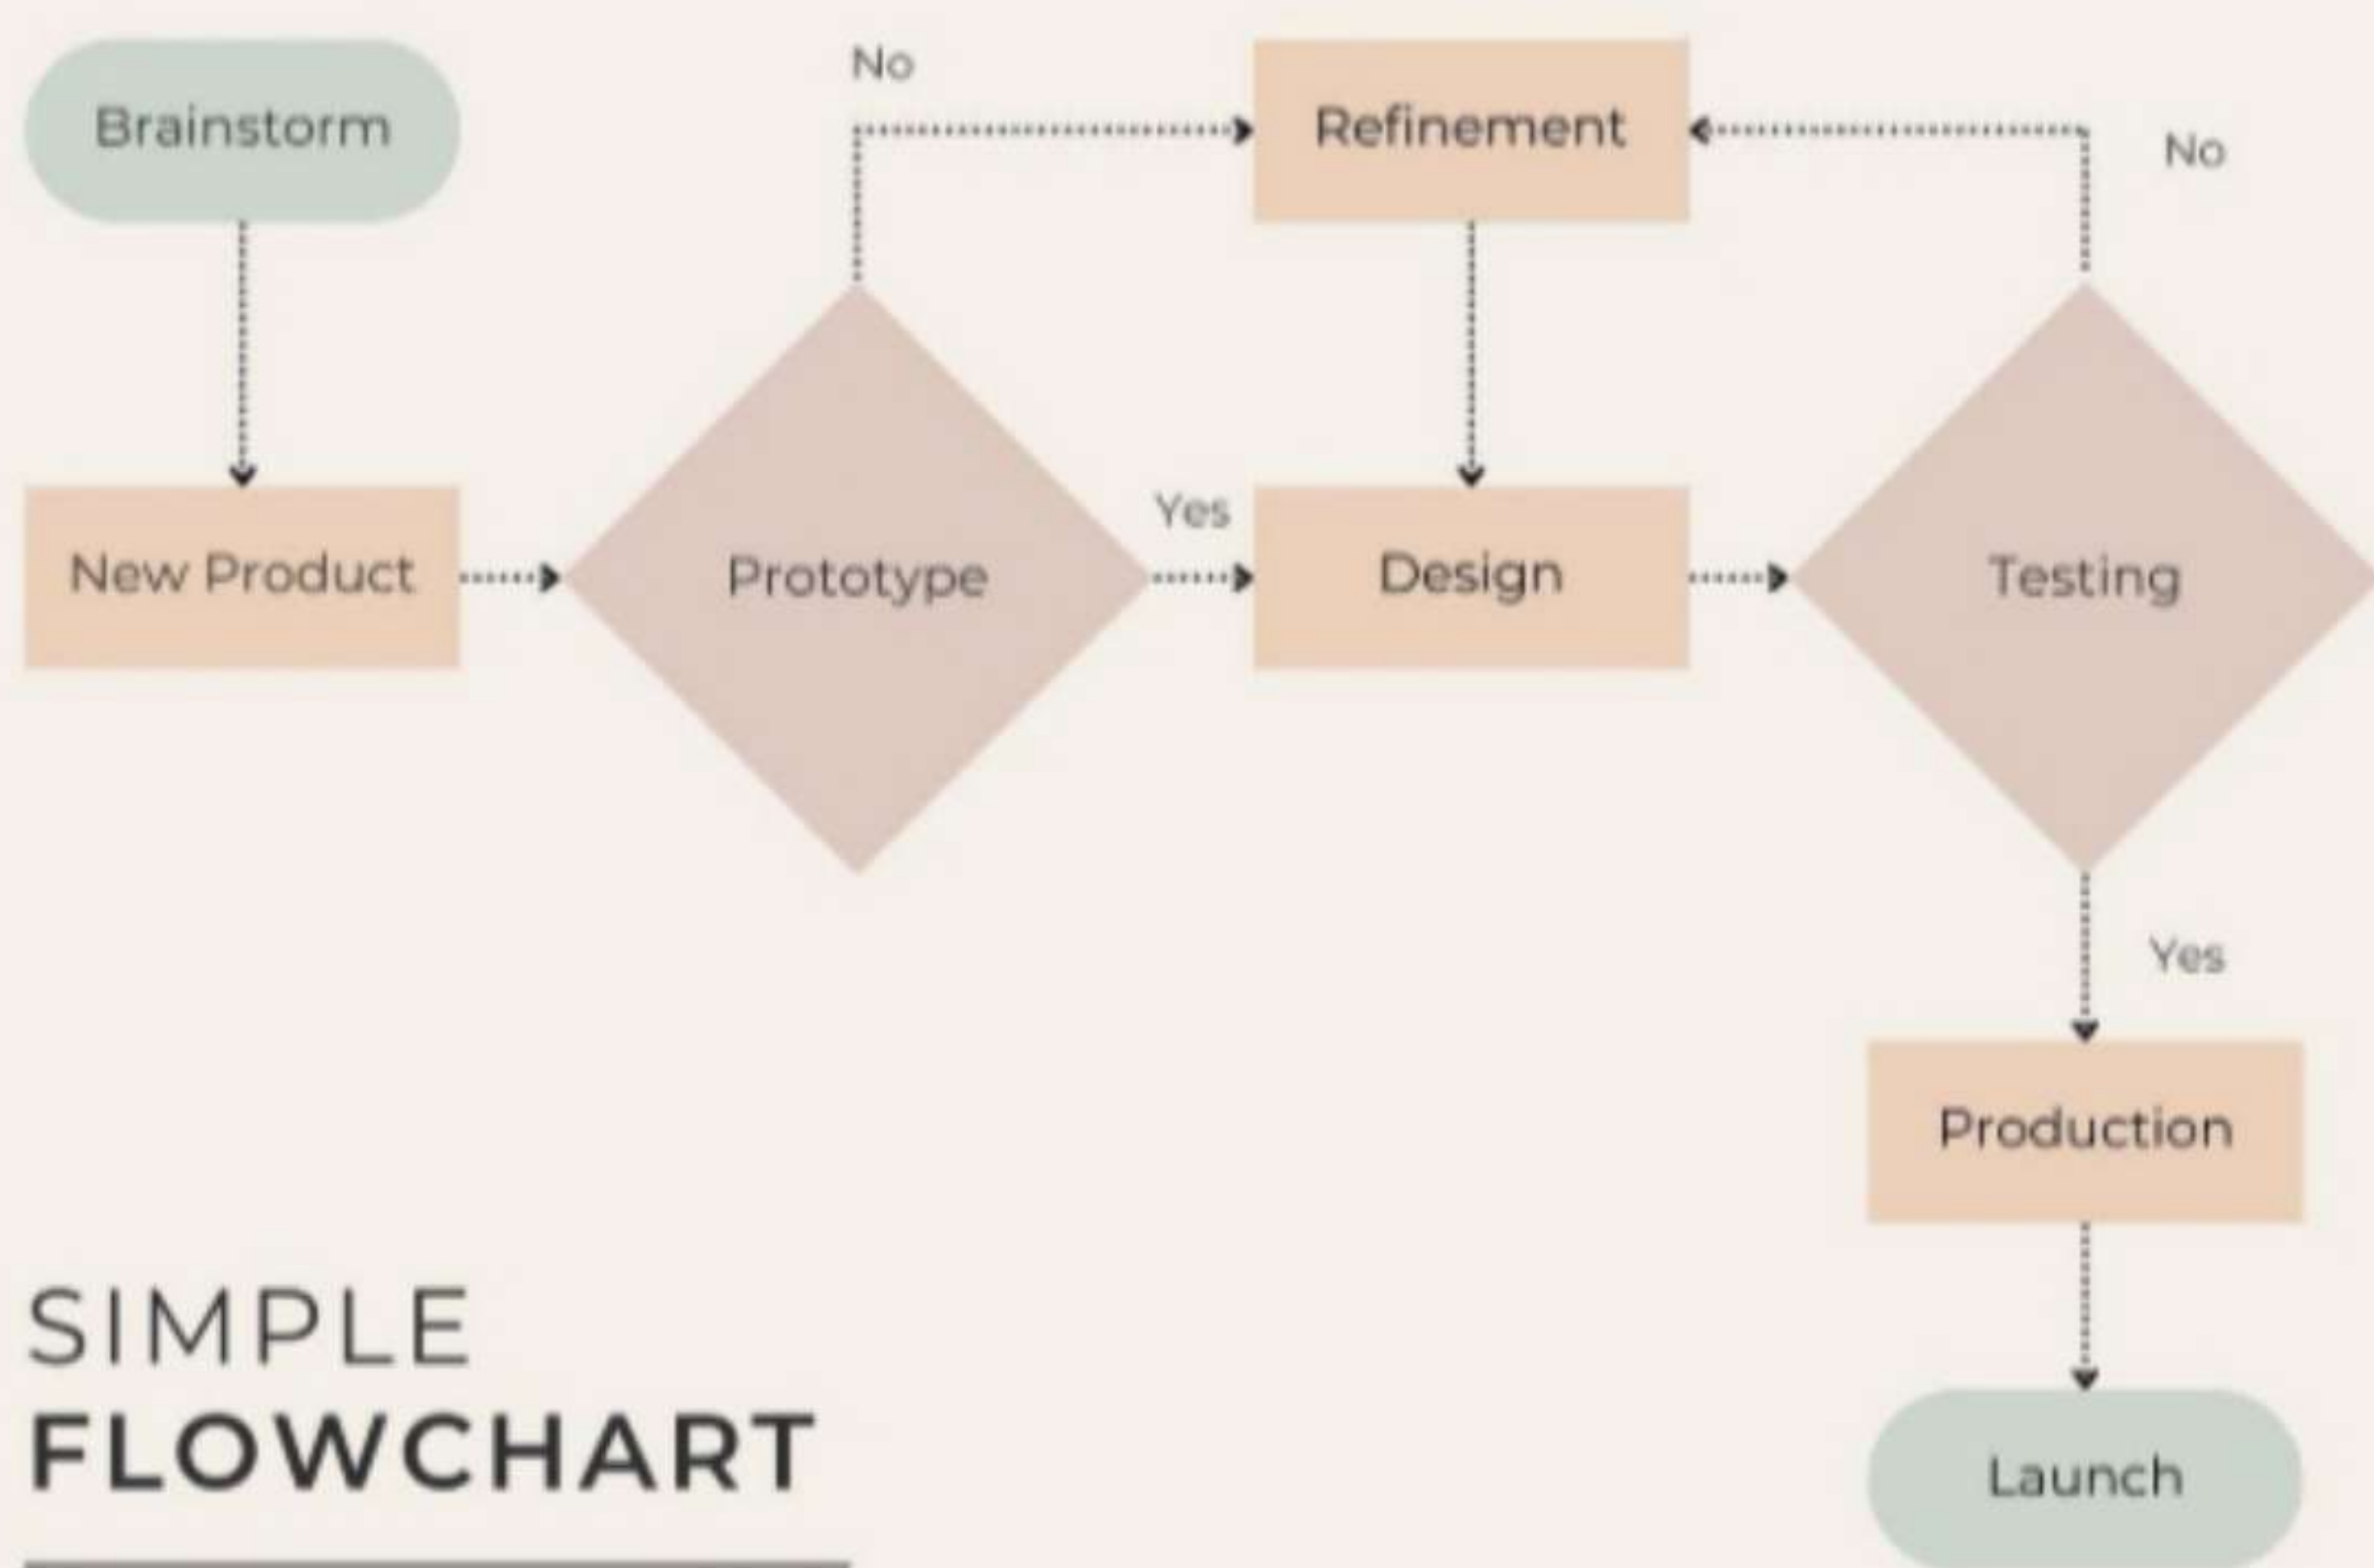 Brainstorm
No
Refinement
No
New Product
Prototype
Yes
Design
Testing
Yes
Production
Launch
SIMPLE
FLOWCHART